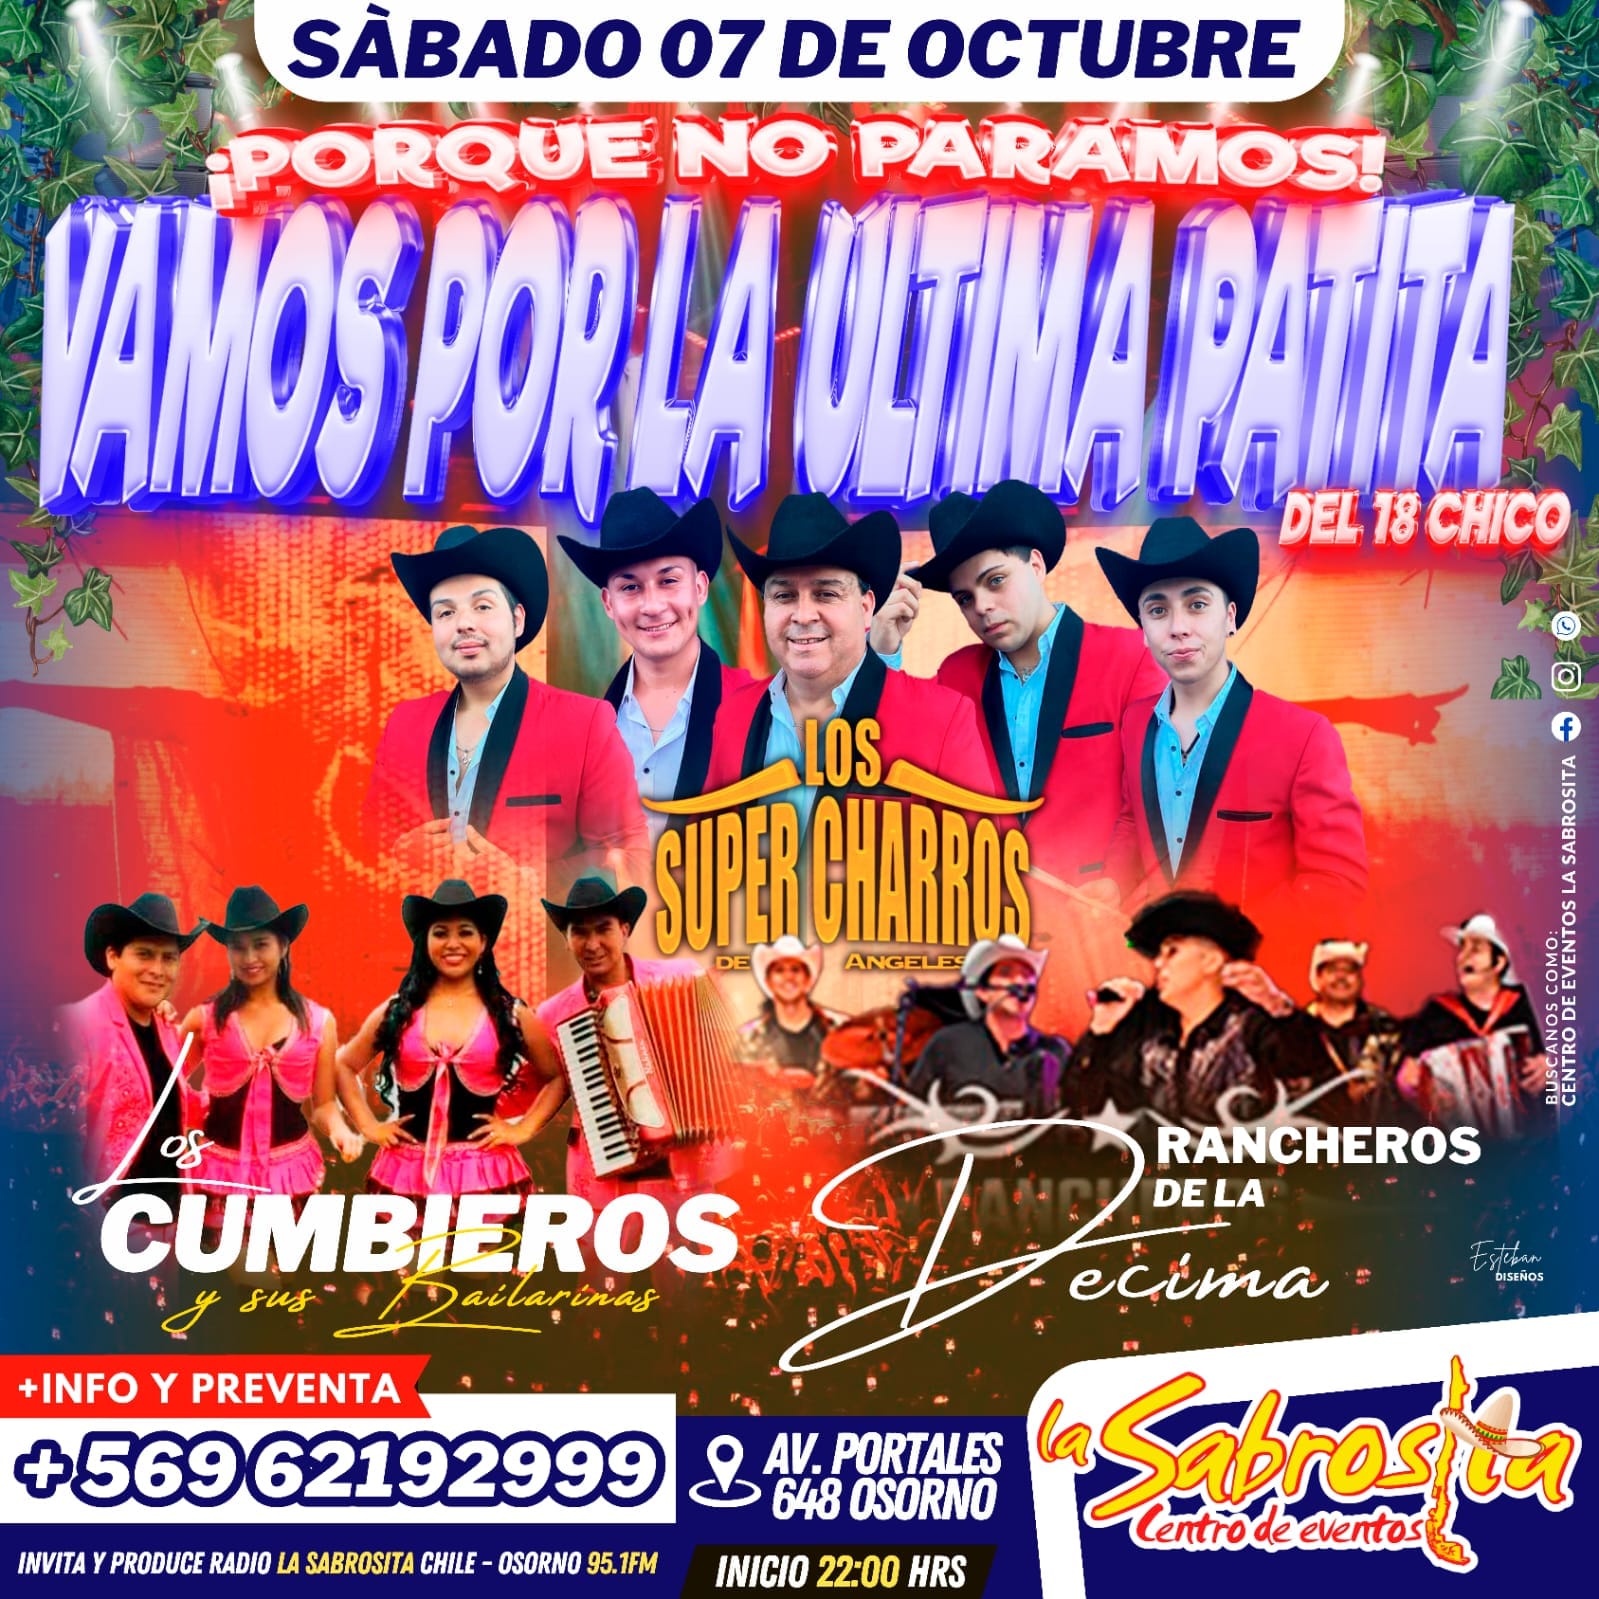 SÀBADO 07 DE OCTUBRE
¡PORQUE NO PARAMOS!
VAMOS POR LA ULTIMA PATITA
DEL 18 CHICO
LOS
SUPER CHARROS
DE ANGELES
BUSCANOS COMO:
CENTRO DE EVENTOS LA SABROSITA
Los
CUMBIEROS
y sus Bailarinas
RANCHEROS
DE LA
Decima
Esteban
DISEÑOS
+INFO Y PREVENTA
+569 62192999
AV. PORTALES
648 OSORNO
La Sabrosita
Centro de eventos
INVITA Y PRODUCE RADIO LA SABROSITA CHILE - OSORNO 95.1FM
INICIO 22:00 HRS